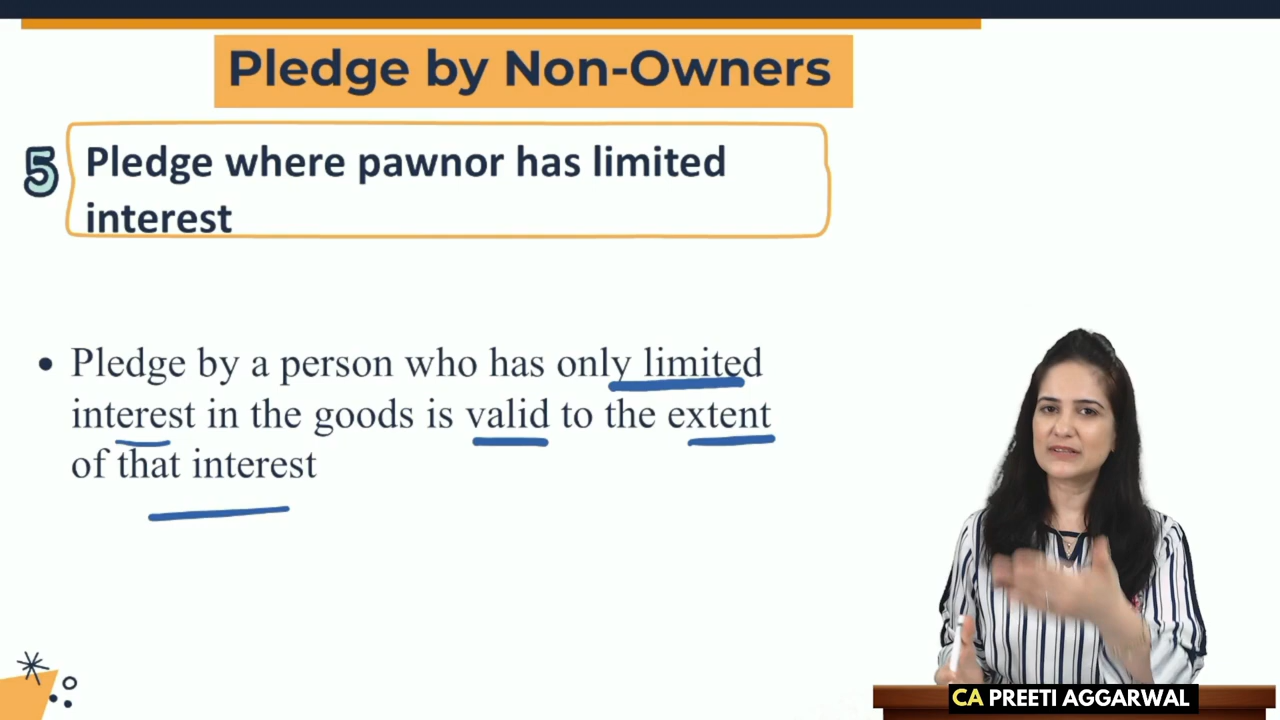 Pledge by Non-Owners
5
Pledge where pawnor has limited
interest
• Pledge by a person who has only limited
interest in the goods is valid to the extent
of that interest
CA PREETI AGGARWAL